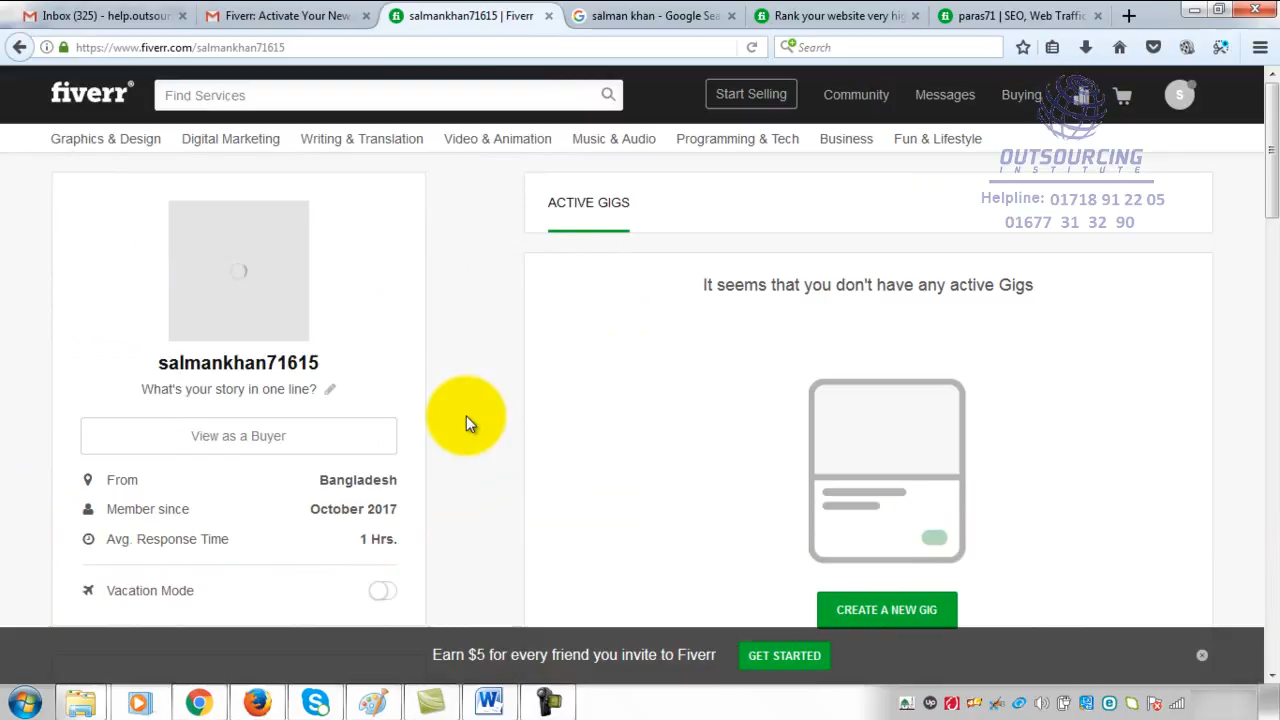 Inbox (325) - help.outsour
Fiverr: Activate Your New
salmankhan71615 | Fiverr
salman khan - Google Sea
Rank your website very hi
paras71 | SEO, Web Traffi
https://www.fiverr.com/salmankhan71615
Search
fiverr
Find Services
Start Selling
Community
Messages
Buying
S
Graphics & Design
Digital Marketing
Writing & Translation
Video & Animation
Music & Audio
Programming & Tech
Business
Fun & Lifestyle
OUTSOURCING
INSTITUTE
Helpline: 01718 91 22 05
01677 31 32 90
ACTIVE GIGS
It seems that you don't have any active Gigs
salmankhan71615
What's your story in one line?
View as a Buyer
From Bangladesh
Member since October 2017
Avg. Response Time 1 Hrs.
Vacation Mode
CREATE A NEW GIG
Earn $5 for every friend you invite to Fiverr
GET STARTED